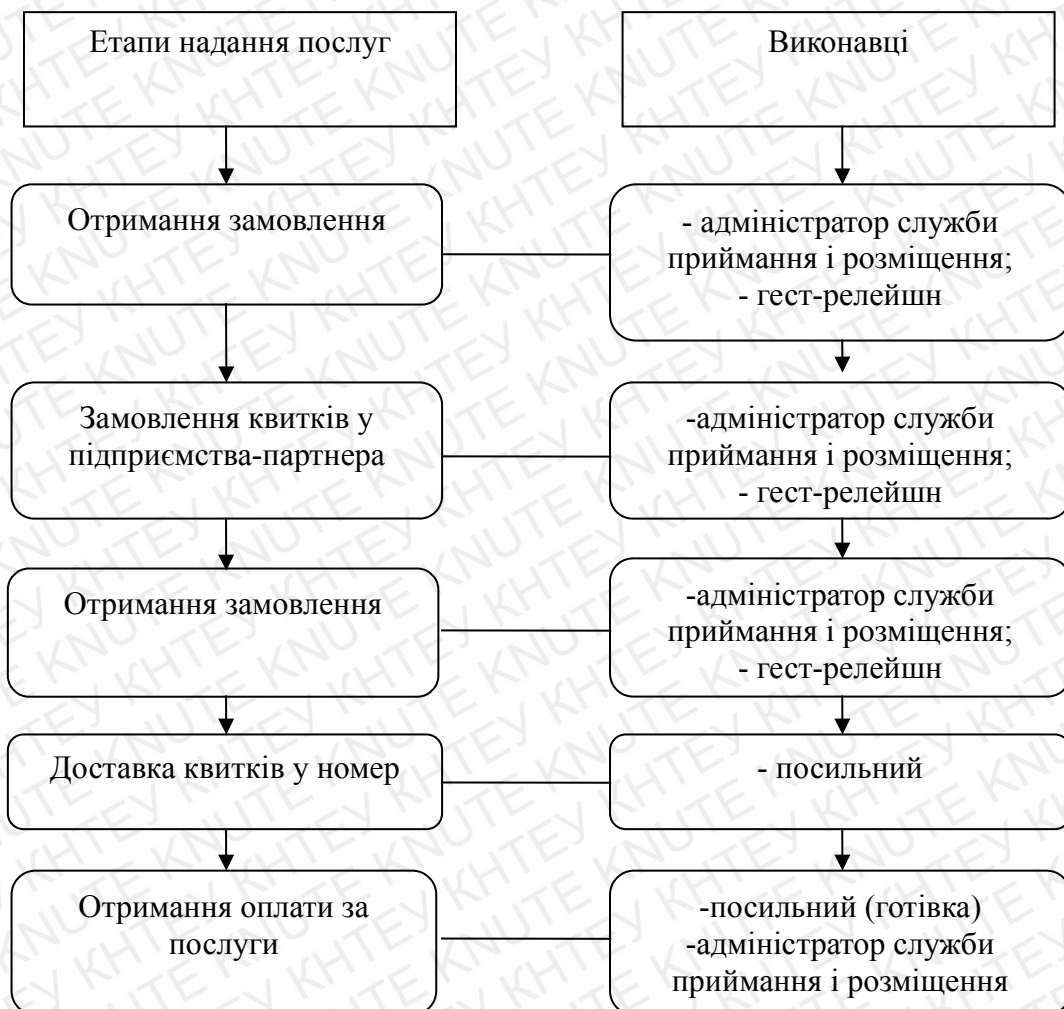 Етапи надання послуг
Виконавці
Отримання замовлення
- адміністратор служби
приймання і розміщення;
- гест-релейшн
Замовлення квитків у
підприємства-партнера
-адміністратор служби
приймання і розміщення;
- гест-релейшн
Отримання замовлення
-адміністратор служби
приймання і розміщення;
- гест-релейшн
Доставка квитків у номер
- посильний
Отримання оплати за
послуги
-посильний (готівка)
-адміністратор служби
приймання і розміщення